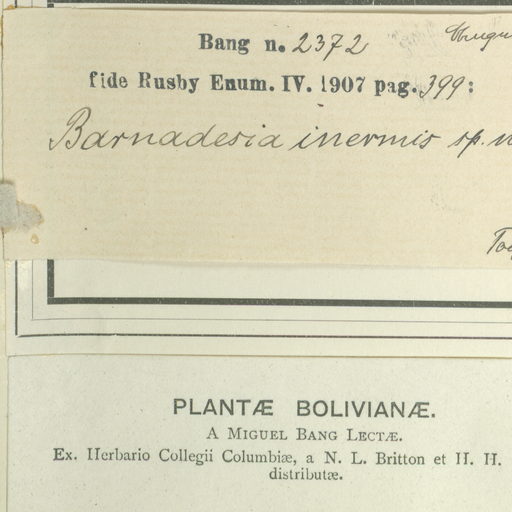 Bang n. 2372
fide Rusby Enum. IV. 1907 pag. 399:
Barnadesia inermis sp.
PLANTÆ BOLIVIANÆ.
A MIGUEL BANG LECTÆ.
Ex. Herbario Collegii Columbiæ, a N. L. Britton et H. H.
distributæ.